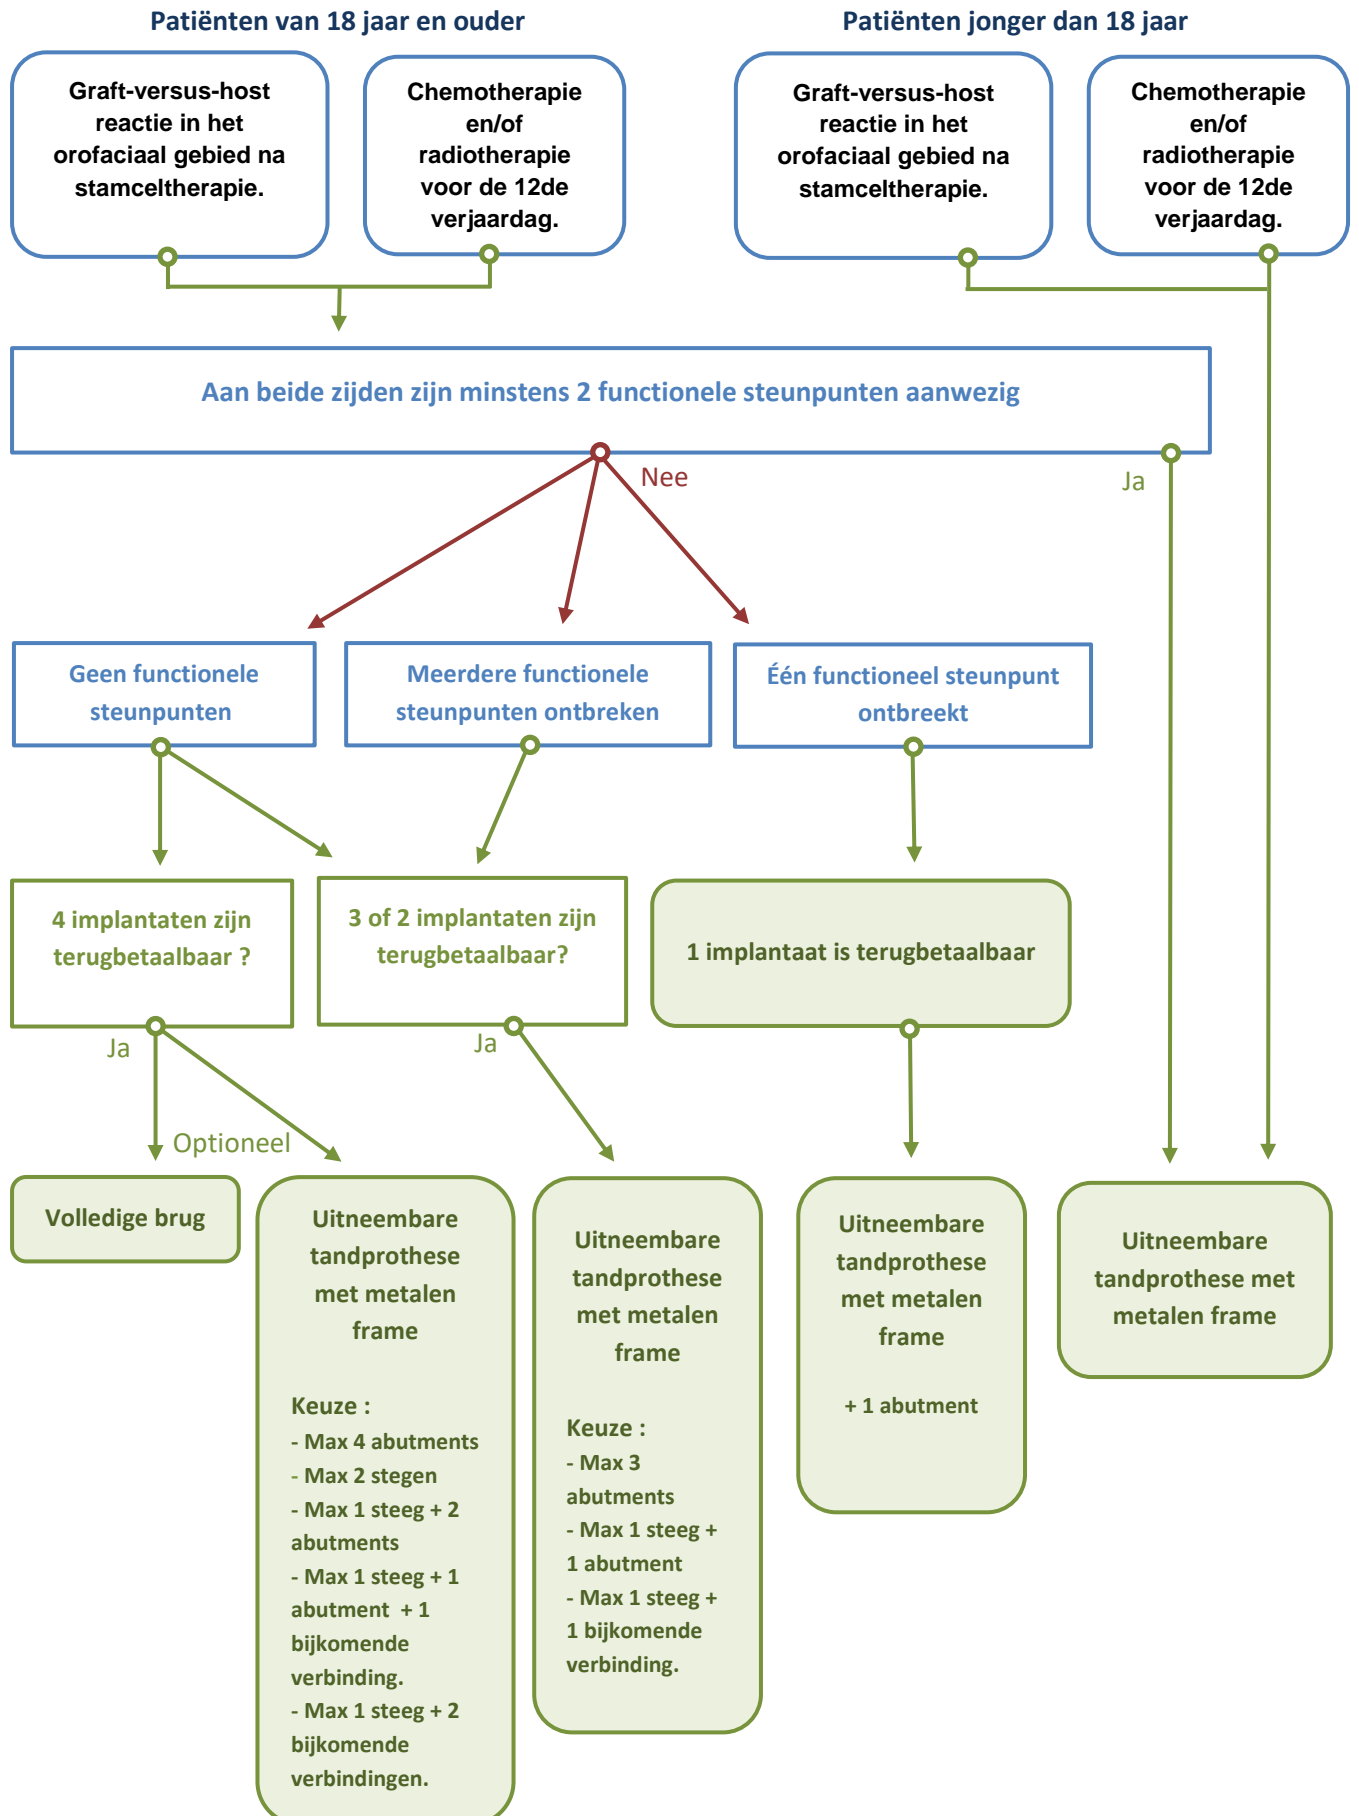 Patiënten van 18 jaar en ouder
Patiënten jonger dan 18 jaar
Graft-versus-host
reactie in het
orofaciaal gebied na
stamceltherapie.
Chemotherapie
en/of
radiotherapie
voor de 12de
verjaardag.
Graft-versus-host
reactie in het
orofaciaal gebied na
stamceltherapie.
Chemotherapie
en/of
radiotherapie
voor de 12de
verjaardag.
Aan beide zijden zijn minstens 2 functionele steunpunten aanwezig
Nee
Ja
Geen functionele
steunpunten
Meerdere functionele
steunpunten ontbreken
Één functioneel steunpunt
ontbreekt
4 implantaten zijn
terugbetaalbaar ?
3 of 2 implantaten zijn
terugbetaalbaar?
1 implantaat is terugbetaalbaar
Ja
Ja
Optioneel
Volledige brug
Uitneembare
tandprothese
met metalen
frame
Keuze :
- Max 4 abutments
- Max 2 stegen
- Max 1 steeg + 2
abutments
- Max 1 steeg + 1
abutment + 1
bijkomende
verbinding.
- Max 1 steeg + 2
bijkomende
verbindingen.
Uitneembare
tandprothese
met metalen
frame
Keuze :
- Max 3
abutments
- Max 1 steeg +
1 abutment
- Max 1 steeg +
1 bijkomende
verbinding.
Uitneembare
tandprothese
met metalen
frame
+ 1 abutment
Uitneembare
tandprothese met
metalen frame